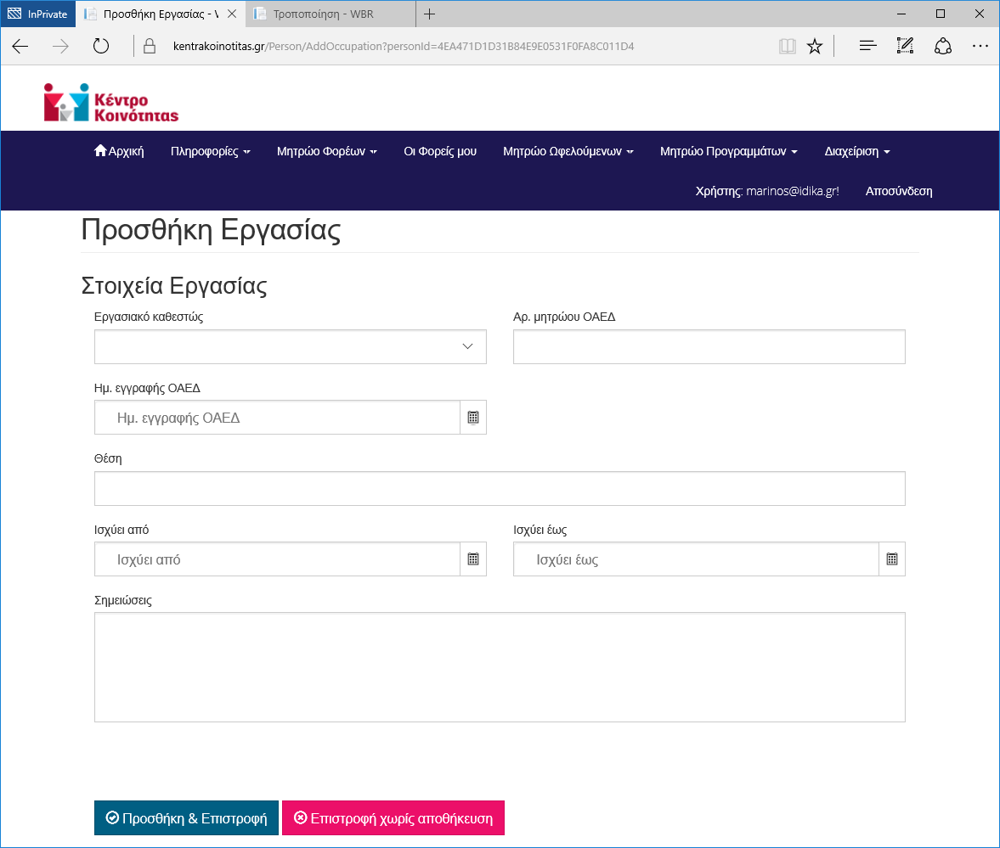 InPrivate Προσθήκη Εργασίας - W Τροποποίηση - WBR
kentrakoinotitas.gr/Person/AddOccupation?personId=4EA471D1D31B84E9E0531F0FA8C011D4
Κέντρο
Κοινότητας
Αρχική Πληροφορίες Μητρώο Φορέων Οι Φορείς μου Μητρώο Ωφελούμενων Μητρώο Προγραμμάτων Διαχείριση
Χρήστης: marinos@idika.gr! Αποσύνδεση
Προσθήκη Εργασίας
Στοιχεία Εργασίας
Εργασιακό καθεστώς Αρ. μητρώου ΟΑΕΔ
Ημ. εγγραφής ΟΑΕΔ
Ημ. εγγραφής ΟΑΕΔ
Θέση
Ισχύει από Ισχύει έως
Ισχύει από Ισχύει έως
Σημειώσεις
Προσθήκη & Επιστροφή Επιστροφή χωρίς αποθήκευση